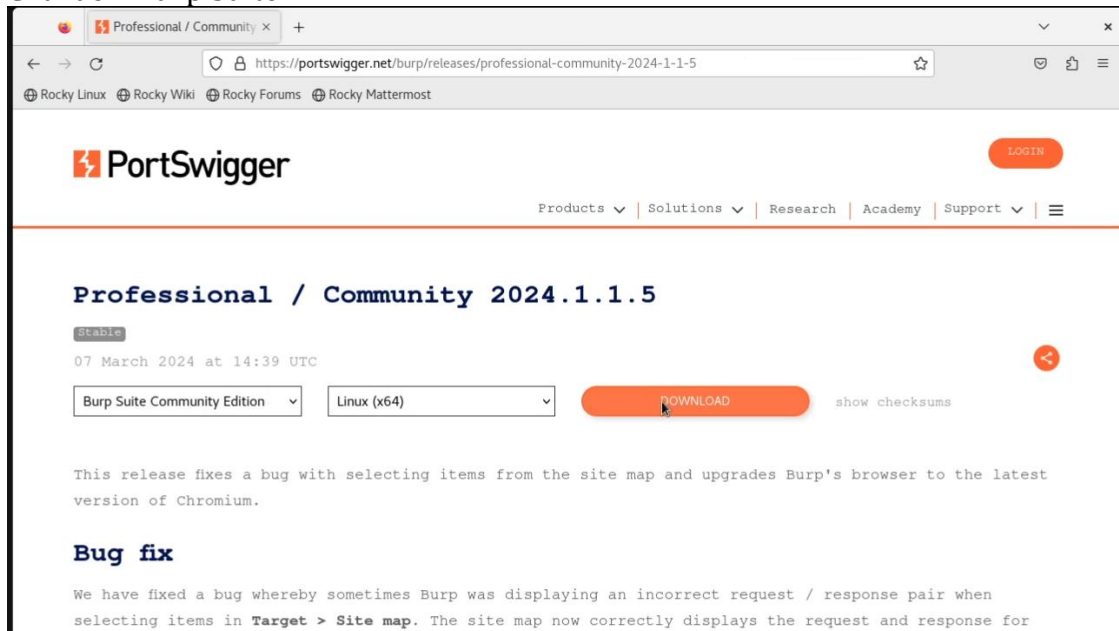 Professional / Community
https://portswigger.net/burp/releases/professional-community-2024-1-1-5
Rocky Linux Rocky Wiki Rocky Forums Rocky Mattermost
PortSwigger
LOGIN
Products Solutions Research Academy Support
Professional / Community 2024.1.1.5
Stable
07 March 2024 at 14:39 UTC
Burp Suite Community Edition Linux (x64) DOWNLOAD show checksums
This release fixes a bug with selecting items from the site map and upgrades Burp's browser to the latest
version of Chromium.
Bug fix
We have fixed a bug whereby sometimes Burp was displaying an incorrect request / response pair when
selecting items in Target > Site map. The site map now correctly displays the request and response for